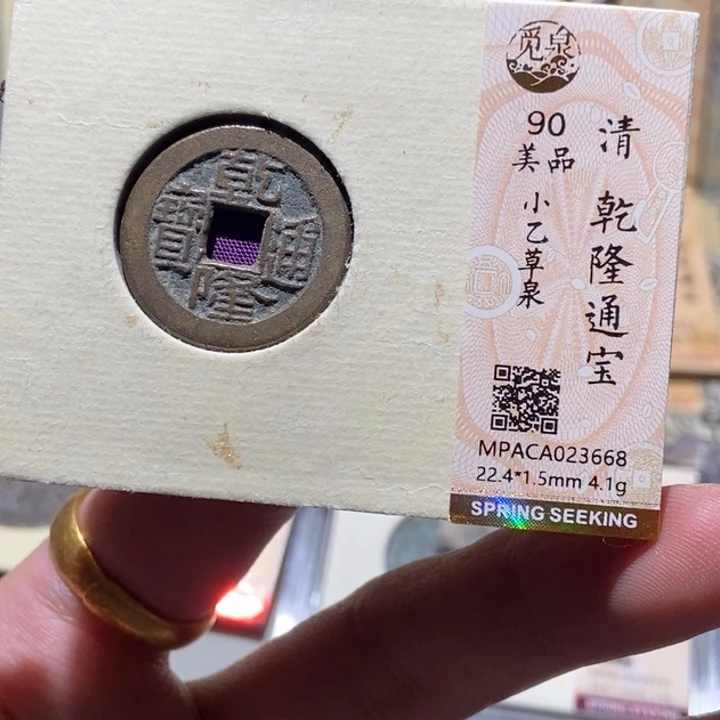 乾
隆
通
寶
觅泉
90
美品
小乙草泉
清 乾隆通宝
MPACA023668
22.4*1.5mm 4.1g
SPRING SEEKING